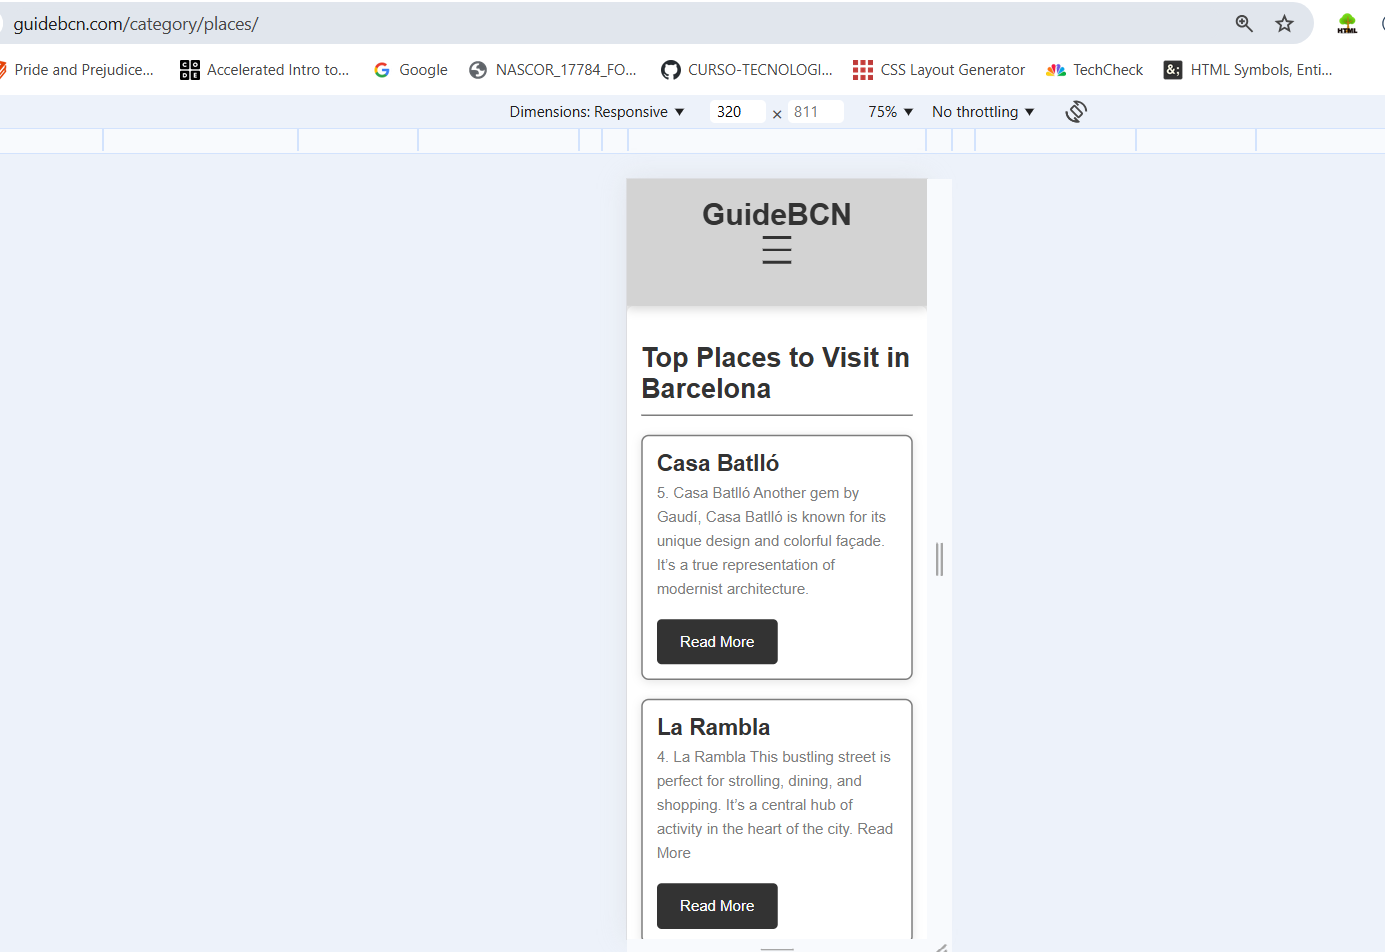 guidebcn.com/category/places/
HTML
Pride and Prejudice...
CODE
Accelerated Intro to...
Google
NASCOR_17784_FO...
CURSO-TECNOLOGI...
CSS Layout Generator
TechCheck
&;
HTML Symbols, Enti...
Dimensions: Responsive
320
×
811
75%
No throttling
GuideBCN
Top Places to Visit in
Barcelona
Casa Batlló
5. Casa Batlló Another gem by
Gaudí, Casa Batlló is known for its
unique design and colorful façade.
It’s a true representation of
modernist architecture.
Read More
La Rambla
4. La Rambla This bustling street is
perfect for strolling, dining, and
shopping. It’s a central hub of
activity in the heart of the city. Read
More
Read More